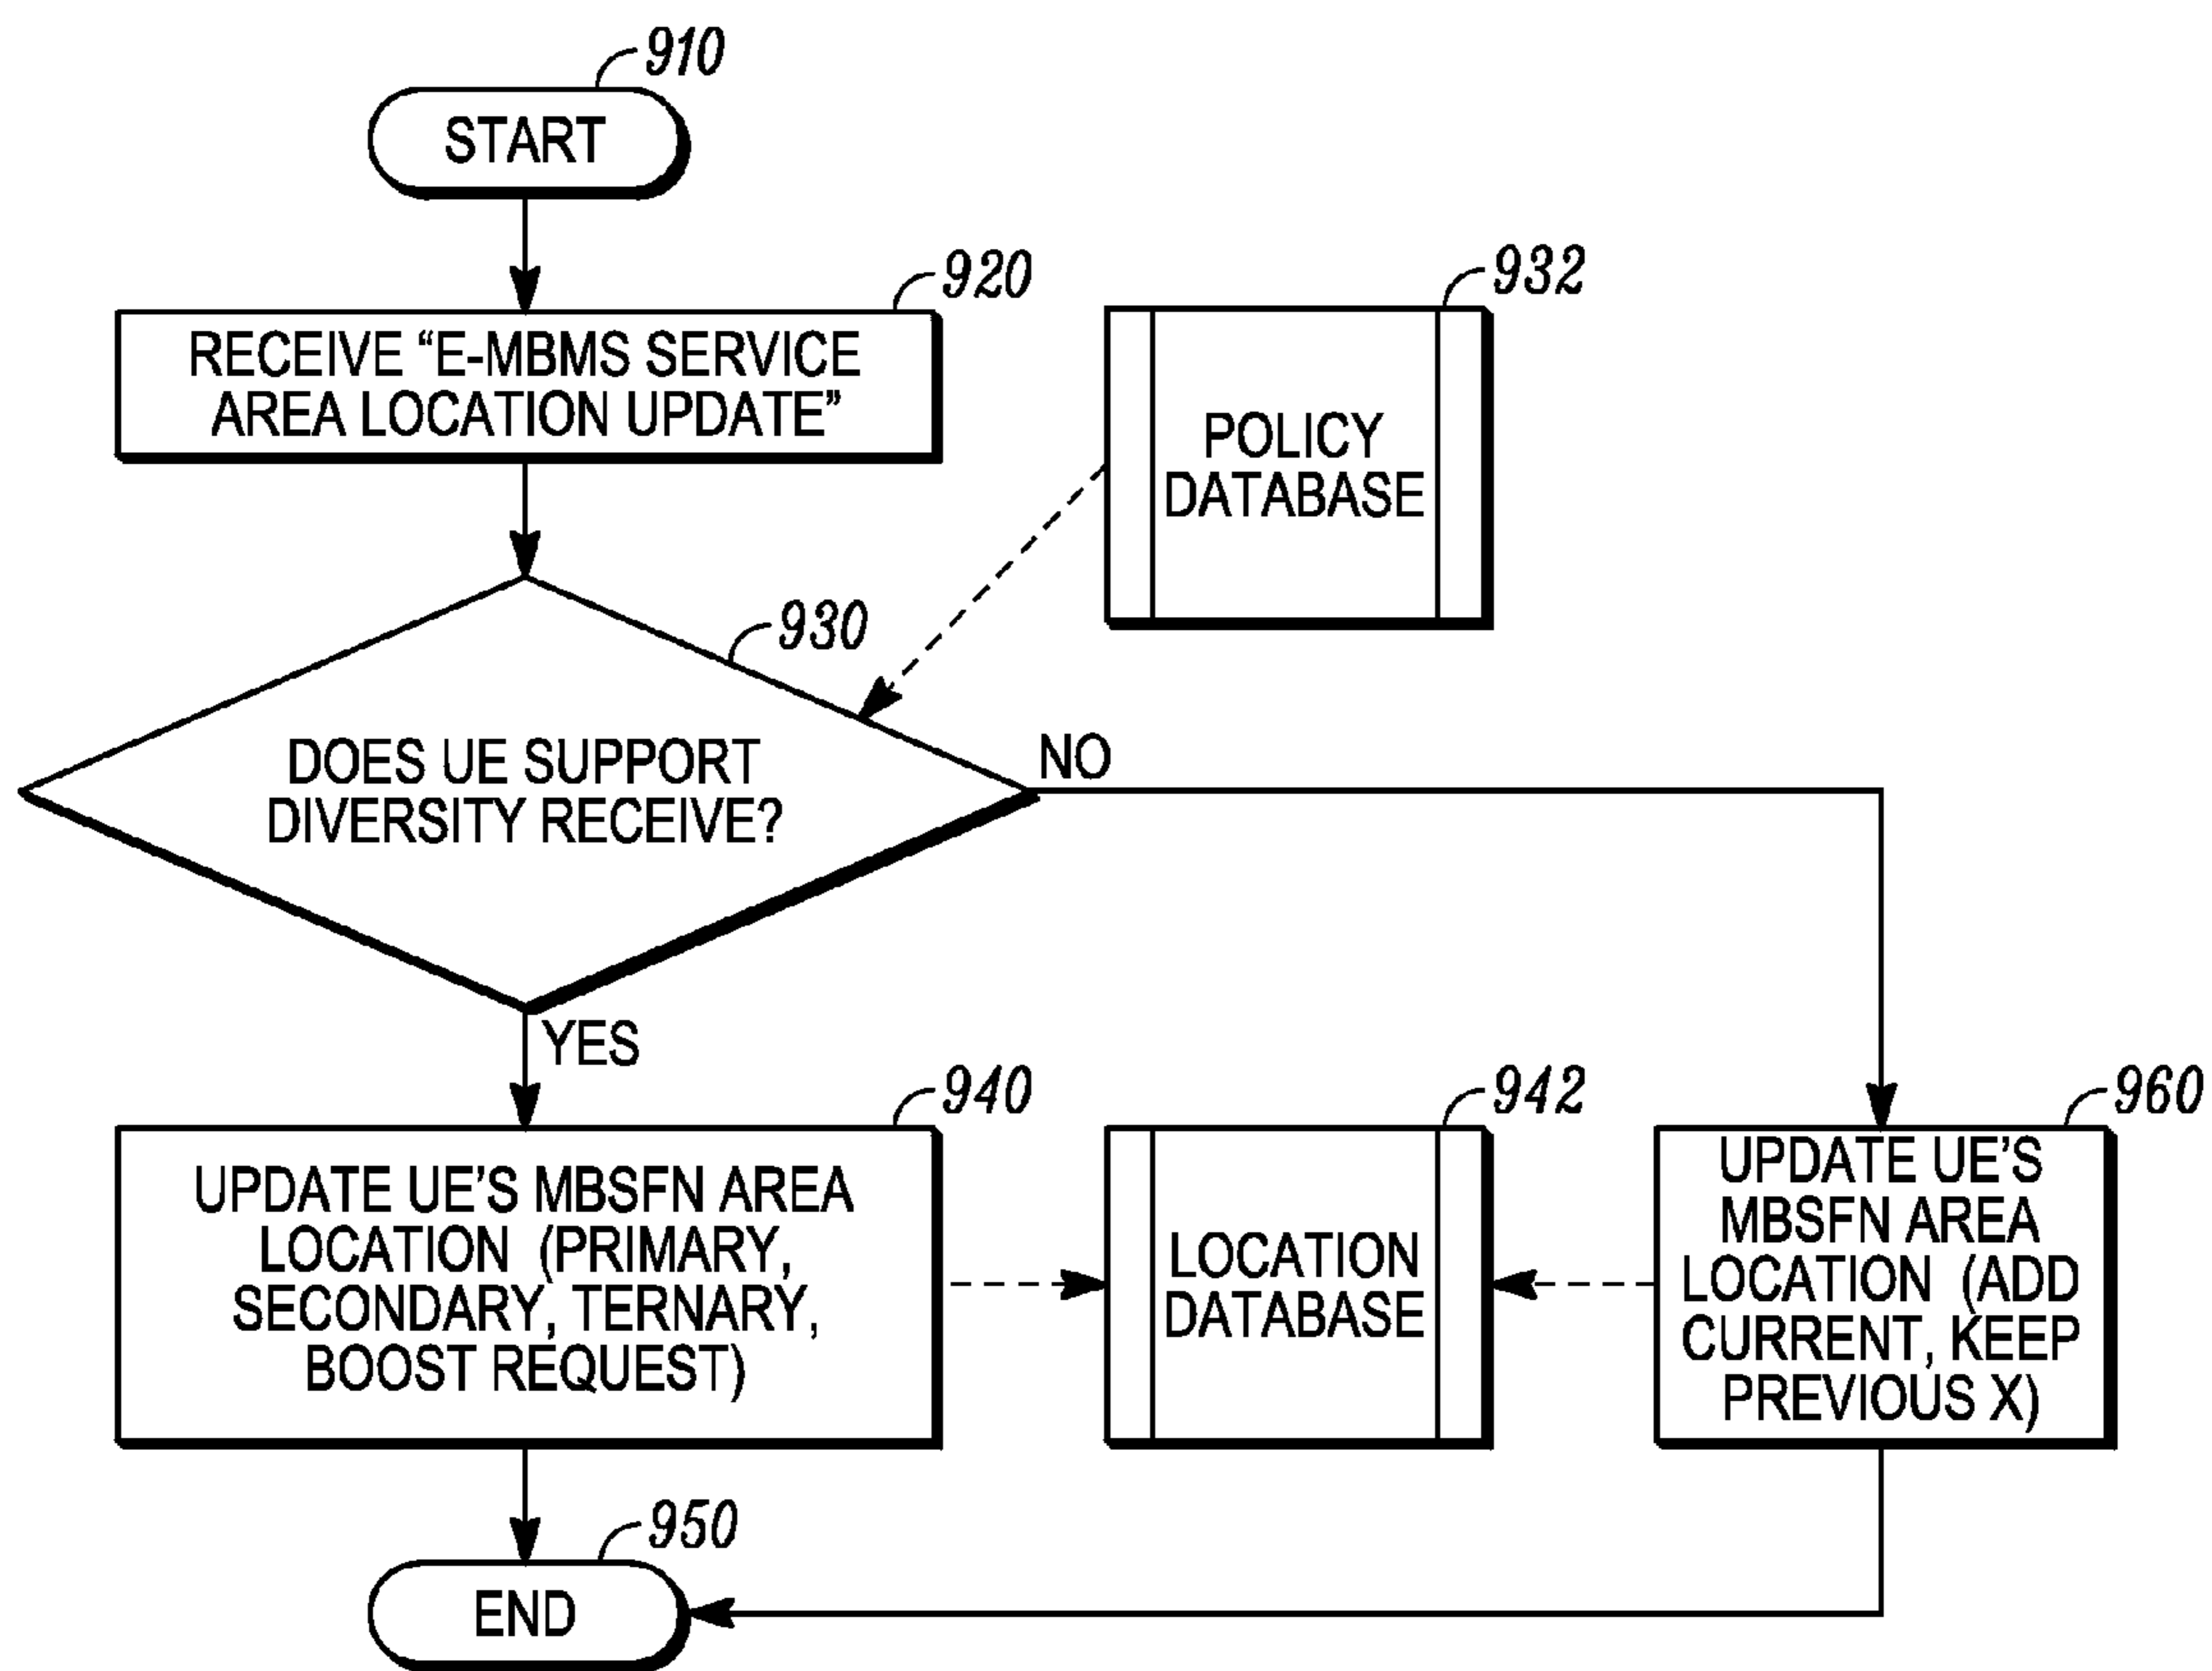 910
START
920
RECEIVE “E-MBMS SERVICE
AREA LOCATION UPDATE”
932
POLICY
DATABASE
930
DOES UE SUPPORT
DIVERSITY RECEIVE?
NO
YES
940
UPDATE UE’S MBSFN AREA
LOCATION (PRIMARY,
SECONDARY, TERNARY,
BOOST REQUEST)
942
LOCATION
DATABASE
960
UPDATE UE’S
MBSFN AREA
LOCATION (ADD
CURRENT, KEEP
PREVIOUS X)
950
END